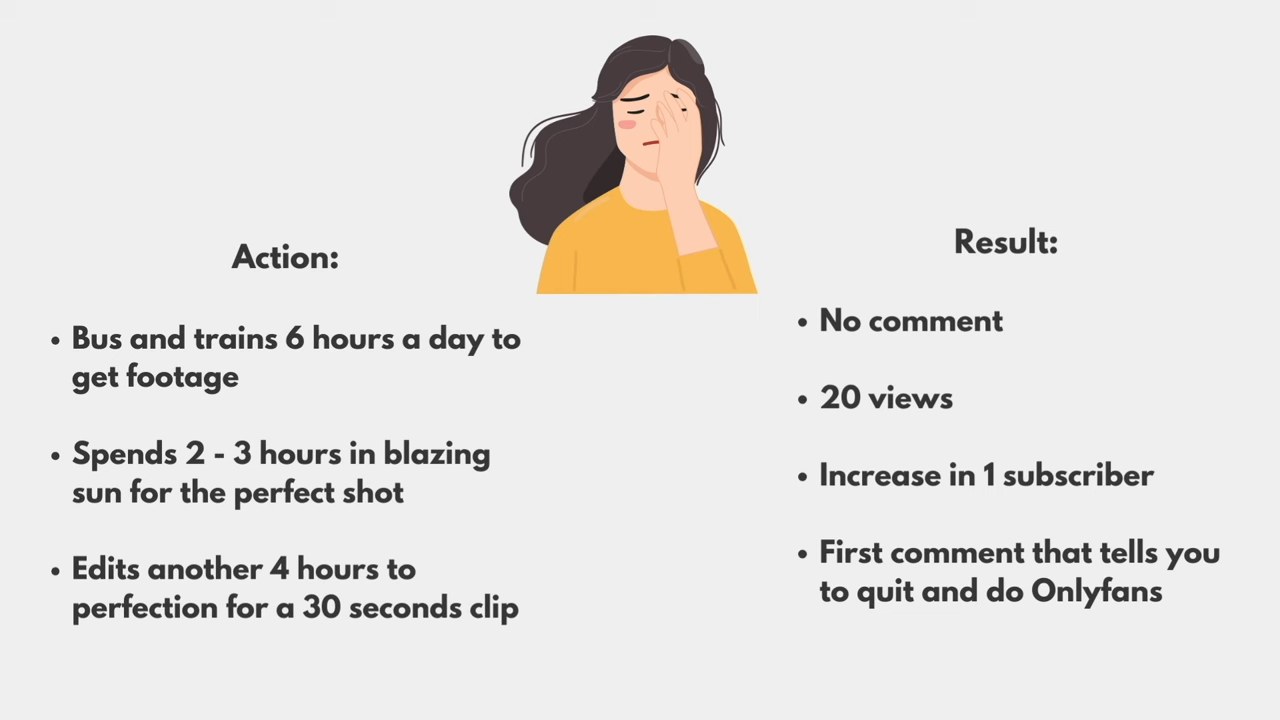 Action:
• Bus and trains 6 hours a day to
get footage
• Spends 2 - 3 hours in blazing
sun for the perfect shot
• Edits another 4 hours to
perfection for a 30 seconds clip
Result:
• No comment
• 20 views
• Increase in 1 subscriber
• First comment that tells you
to quit and do Onlyfans